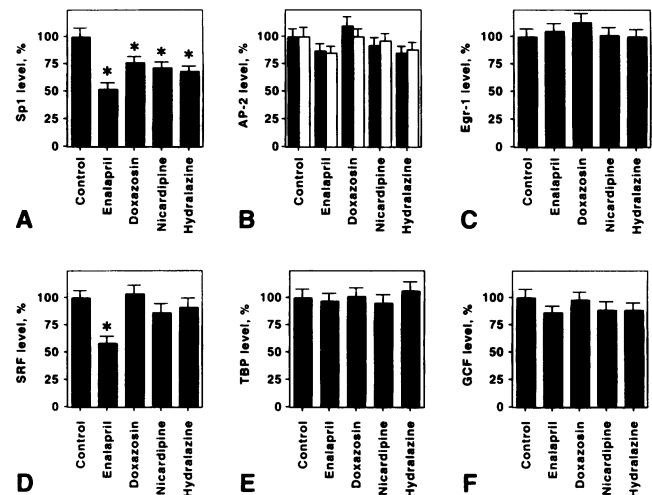 Sp1 level, %
100
75
50
25
0
*
*
*
*
Control
Enalapril
Doxazosin
Nicardipine
Hydralazine
A
AP-2 level, %
100
75
50
25
0
Control
Enalapril
Doxazosin
Nicardipine
Hydralazine
B
Egr-1 level, %
100
75
50
25
0
Control
Enalapril
Doxazosin
Nicardipine
Hydralazine
C
SRF level, %
100
75
50
25
0
*
Control
Enalapril
Doxazosin
Nicardipine
Hydralazine
D
TBP level, %
100
75
50
25
0
Control
Enalapril
Doxazosin
Nicardipine
Hydralazine
E
GCF level, %
100
75
50
25
0
Control
Enalapril
Doxazosin
Nicardipine
Hydralazine
F